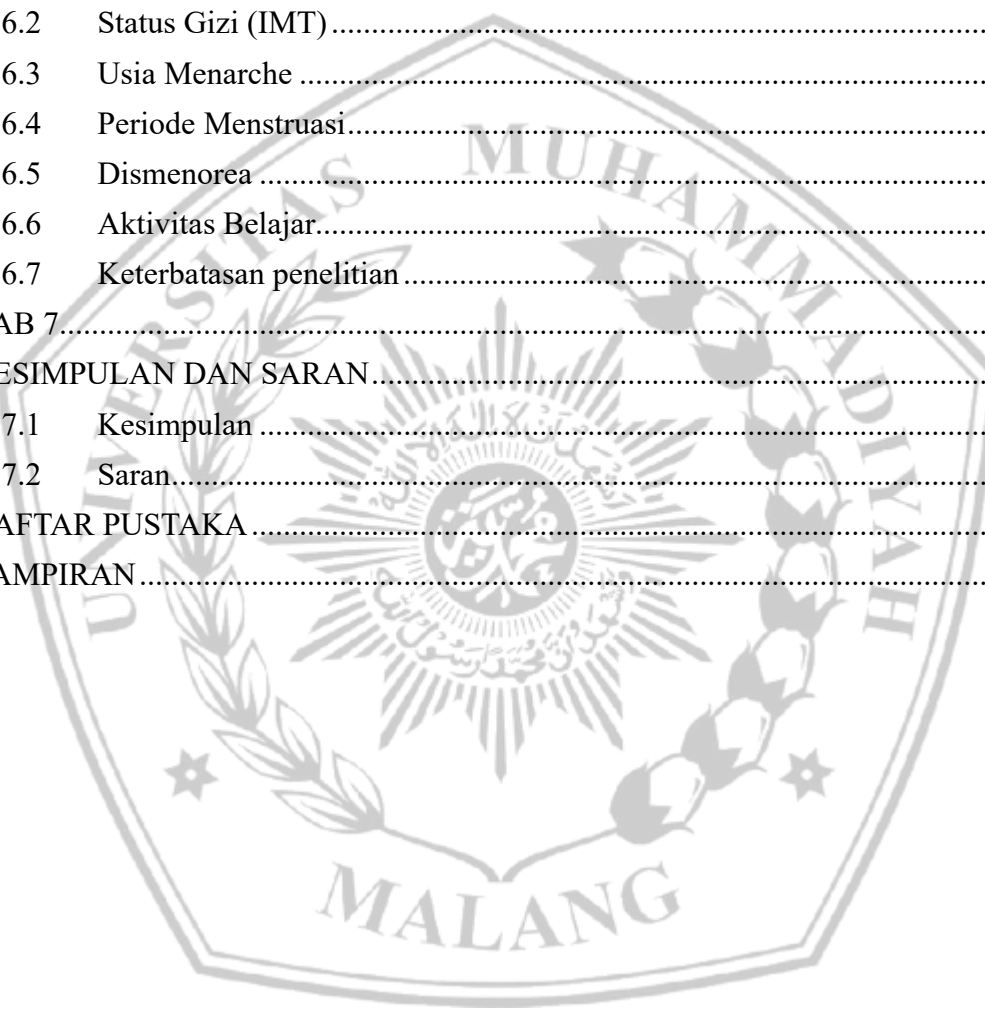 6.2 Status Gizi (IMT)..........................................................................................
6.3 Usia Menarche ..............................................................................................
6.4 Periode Menstruasi........................................................................................
6.5 Dismenorea ...................................................................................................
6.6 Aktivitas Belajar............................................................................................
6.7 Keterbatasan penelitian .................................................................................
AB 7.....................................................................................................................
ESIMPULAN DAN SARAN................................................................................
7.1 Kesimpulan ...................................................................................................
7.2 Saran..............................................................................................................
AFTAR PUSTAKA ..............................................................................................
AMPIRAN............................................................................................................
UNIVERSITAS MUHAMMADIYAH
MALANG